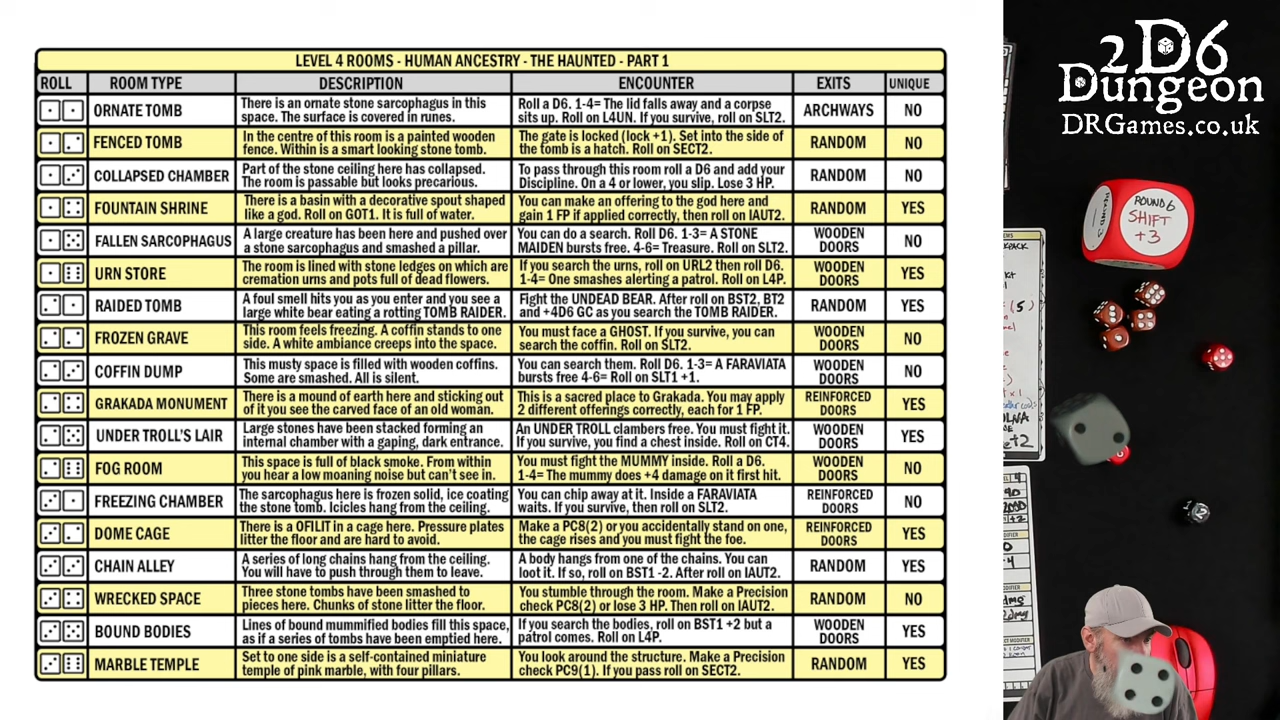 LEVEL 4 ROOMS - HUMAN ANCESTRY - THE HAUNTED - PART 1
ROLL ROOM TYPE DESCRIPTION ENCOUNTER EXITS UNIQUE
ORNATE TOMB There is an ornate stone sarcophagus in this Roll a D6. 1-4= The lid falls away and a corpse ARCHWAYS NO
space. The surface is covered in runes. sits up. Roll on L4UN. If you survive, roll on SLT2.
FENCED TOMB In the centre of this room is a painted wooden The gate is locked (lock +1). Set into the side of RANDOM NO
fence. Within is a smart looking stone tomb. the tomb is a hatch. Roll on SECT2.
COLLAPSED CHAMBER Part of the stone ceiling here has collapsed. To pass through this room roll a D6 and add your RANDOM NO
The room is passable but looks precarious. Discipline. On a 4 or lower, you slip. Lose 3 HP.
FOUNTAIN SHRINE There is a basin with a decorative spout shaped You can make an offering to the god here and RANDOM YES
like a god. Roll on GOT1. It is full of water. gain 1 FP if applied correctly, then roll on IAUT2.
FALLEN SARCOPHAGUS A large creature has been here and pushed over You can do a search. Roll D6. 1-3= A STONE WOODEN NO
a stone sarcophagus and smashed a pillar. MAIDEN bursts free. 4-6= Treasure. Roll on SLT2. DOORS
URN STORE The room is lined with stone ledges on which are If you search the urns, roll on URL2 then roll D6. WOODEN YES
cremation urns and pots full of dead flowers. 1-4= One smashes alerting a patrol. Roll on L4P. DOORS
RAIDED TOMB A foul smell hits you as you enter and you see a Fight the UNDEAD BEAR. After roll on BST2, BT2 RANDOM YES
large white bear eating a rotting TOMB RAIDER. and +4D6 GC as you search the TOMB RAIDER.
FROZEN GRAVE This room feels freezing. A coffin stands to one You must face a GHOST. If you survive, you can WOODEN NO
side. A white ambiance creeps into the space. search the coffin. Roll on SLT2. DOORS
COFFIN DUMP This musty space is filled with wooden coffins. You can search them. Roll D6. 1-3= A FARAVIATA WOODEN NO
Some are smashed. All is silent. bursts free 4-6= Roll on SLT1 +1. DOORS
GRAKADA MONUMENT There is a mound of earth here and sticking out This is a sacred place to Grakada. You may apply REINFORCED YES
of it you see the carved face of an old woman. 2 different offerings correctly, each for 1 FP. DOORS
UNDER TROLL'S LAIR Large stones have been stacked forming an An UNDER TROLL clambers free. You must fight it. WOODEN YES
internal chamber with a gaping, dark entrance. If you survive, you find a chest inside. Roll on CT4. DOORS
FOG ROOM This space is full of black smoke. From within You must fight the MUMMY inside. Roll a D6. WOODEN NO
you hear a low moaning noise but can't see in. 1-4= The mummy does +4 damage on it first hit. DOORS
FREEZING CHAMBER The sarcophagus here is frozen solid, ice coating You can chip away at it. Inside a FARAVIATA REINFORCED NO
the stone tomb. Icicles hang from the ceiling. waits. If you survive, then roll on SLT2. DOORS
DOME CAGE There is a OFILIT in a cage here. Pressure plates Make a PC8(2) or you accidentally stand on one, REINFORCED YES
litter the floor and are hard to avoid. the cage rises and you must fight the foe. DOORS
CHAIN ALLEY A series of long chains hang from the ceiling. A body hangs from one of the chains. You can RANDOM YES
You will have to push through them to leave. loot it. If so, roll on BST1 -2. After roll on IAUT2.
WRECKED SPACE Three stone tombs have been smashed to You stumble through the room. Make a Precision RANDOM NO
pieces here. Chunks of stone litter the floor. check PC8(2) or lose 3 HP. Then roll on IAUT2.
BOUND BODIES Lines of bound mummified bodies fill this space, If you search the bodies, roll on BST1 +2 but a WOODEN YES
as if a series of tombs have been emptied here. patrol comes. Roll on L4P. DOORS
MARBLE TEMPLE Set to one side is a self-contained miniature You look around the structure. Make a Precision RANDOM YES
temple of pink marble, with four pillars. check PC9(1). If you pass roll on SECT2.
2D6
Dungeon
DRGames.co.uk
ROUND 6
SHIFT
+3
(5)
+2